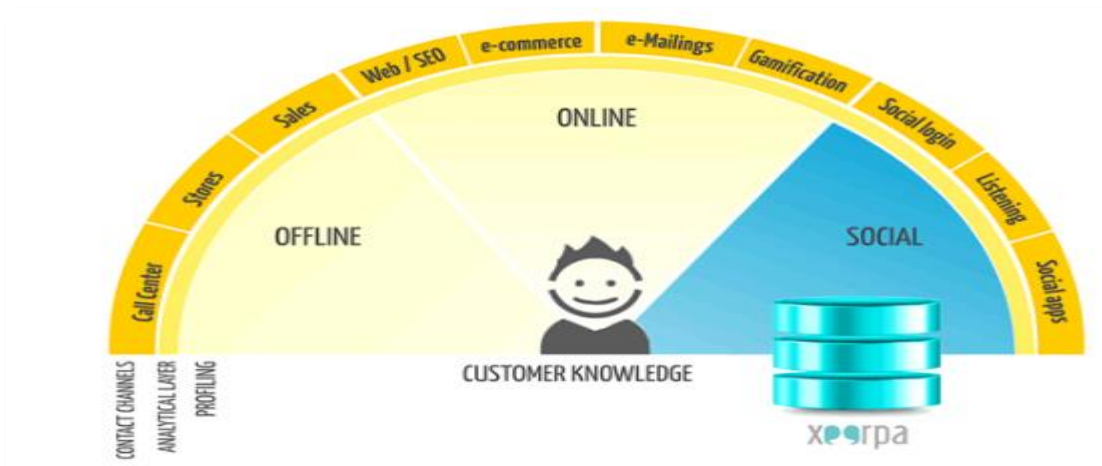 Call Center
Stores
Sales
Web / SEO
e-commerce
e-Mailings
Gamification
Social login
Listening
Social apps
OFFLINE
ONLINE
SOCIAL
CONTACT CHANNELS
ANALYTICAL LAYER
PROFILING
CUSTOMER KNOWLEDGE
xeerpa